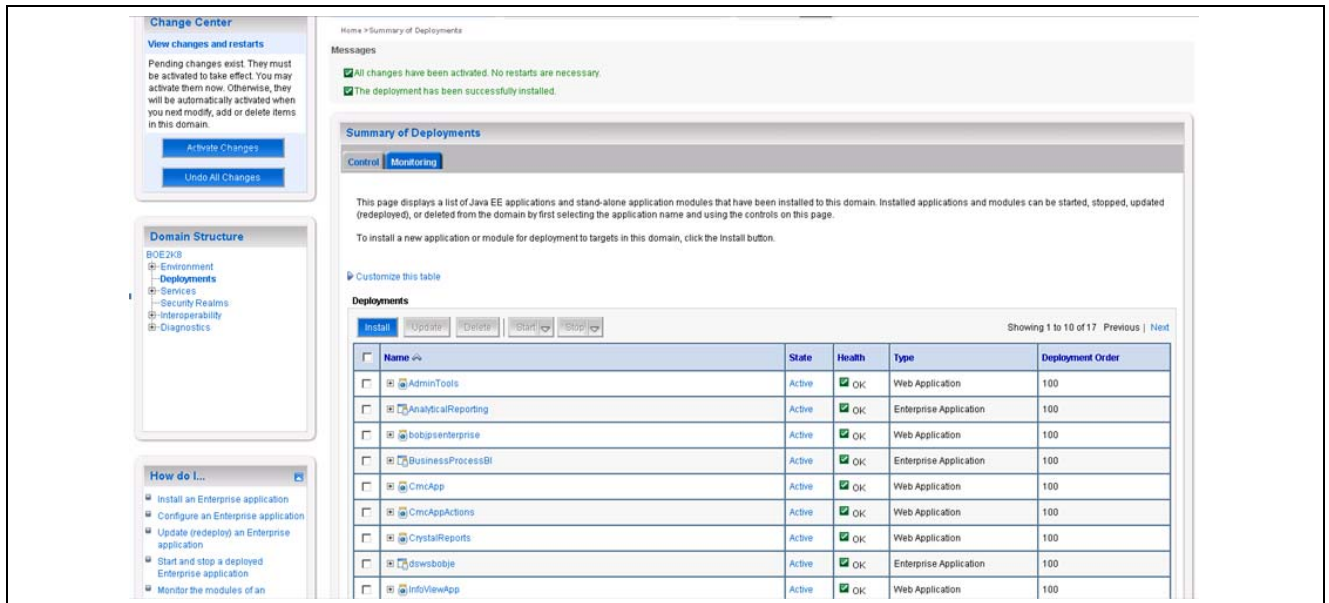 Change Center
View changes and restarts
Pending changes exist. They must
be activated to take effect. You may
activate them now. Otherwise, they
will be automatically activated when
you next modify, add or delete items
in this domain.
Activate Changes
Undo All Changes
Domain Structure
BOE2K8
Environment
Deployments
Services
Security Realms
Interoperability
Diagnostics
How do I...
Install an Enterprise application
Configure an Enterprise application
Update (redeploy) an Enterprise
application
Start and stop a deployed
Enterprise application
Monitor the modules of an
Home >Summary of Deployments
Messages
All changes have been activated. No restarts are necessary.
The deployment has been successfully installed.
Summary of Deployments
Control Monitoring
This page displays a list of Java EE applications and stand-alone application modules that have been installed to this domain. Installed applications and modules can be started, stopped, updated
(redeployed), or deleted from the domain by first selecting the application name and using the controls on this page.
To install a new application or module for deployment to targets in this domain, click the Install button.
Customize this table
Deployments
Install Update Delete Start Stop Showing 1 to 10 of 17 Previous | Next
Name State Health Type Deployment Order
AdminTools Active OK Web Application 100
AnalyticalReporting Active OK Enterprise Application 100
bobjpsenterprise Active OK Web Application 100
BusinessProcessBI Active OK Enterprise Application 100
CmcApp Active OK Web Application 100
CmcAppActions Active OK Web Application 100
CrystalReports Active OK Web Application 100
dswsbobje Active OK Enterprise Application 100
InfoViewApp Active OK Web Application 100